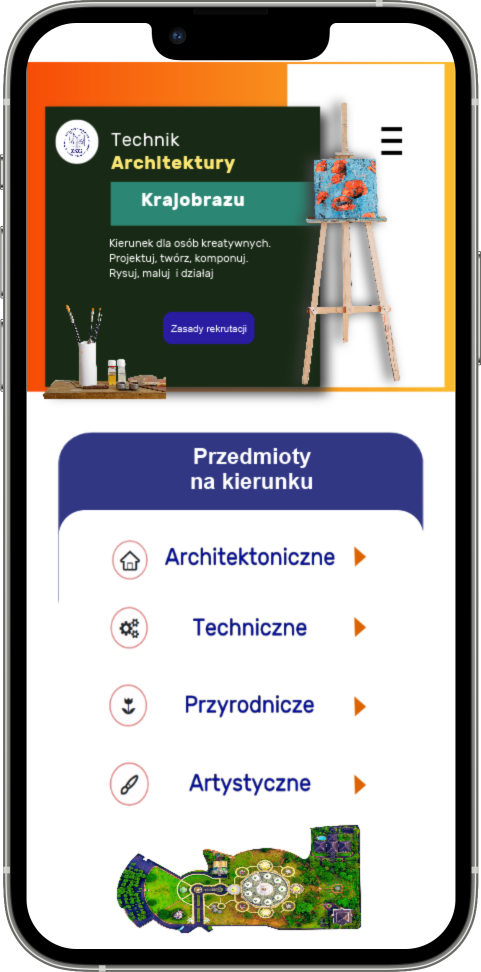 Technik
Architektury
Krajobrazu
Kierunek dla osób kreatywnych.
Projektuj, twórz, komponuj.
Rysuj, maluj i działaj
Zasady rekrutacji
Przedmioty
na kierunku
Architektoniczne
Techniczne
Przyrodnicze
Artystyczne